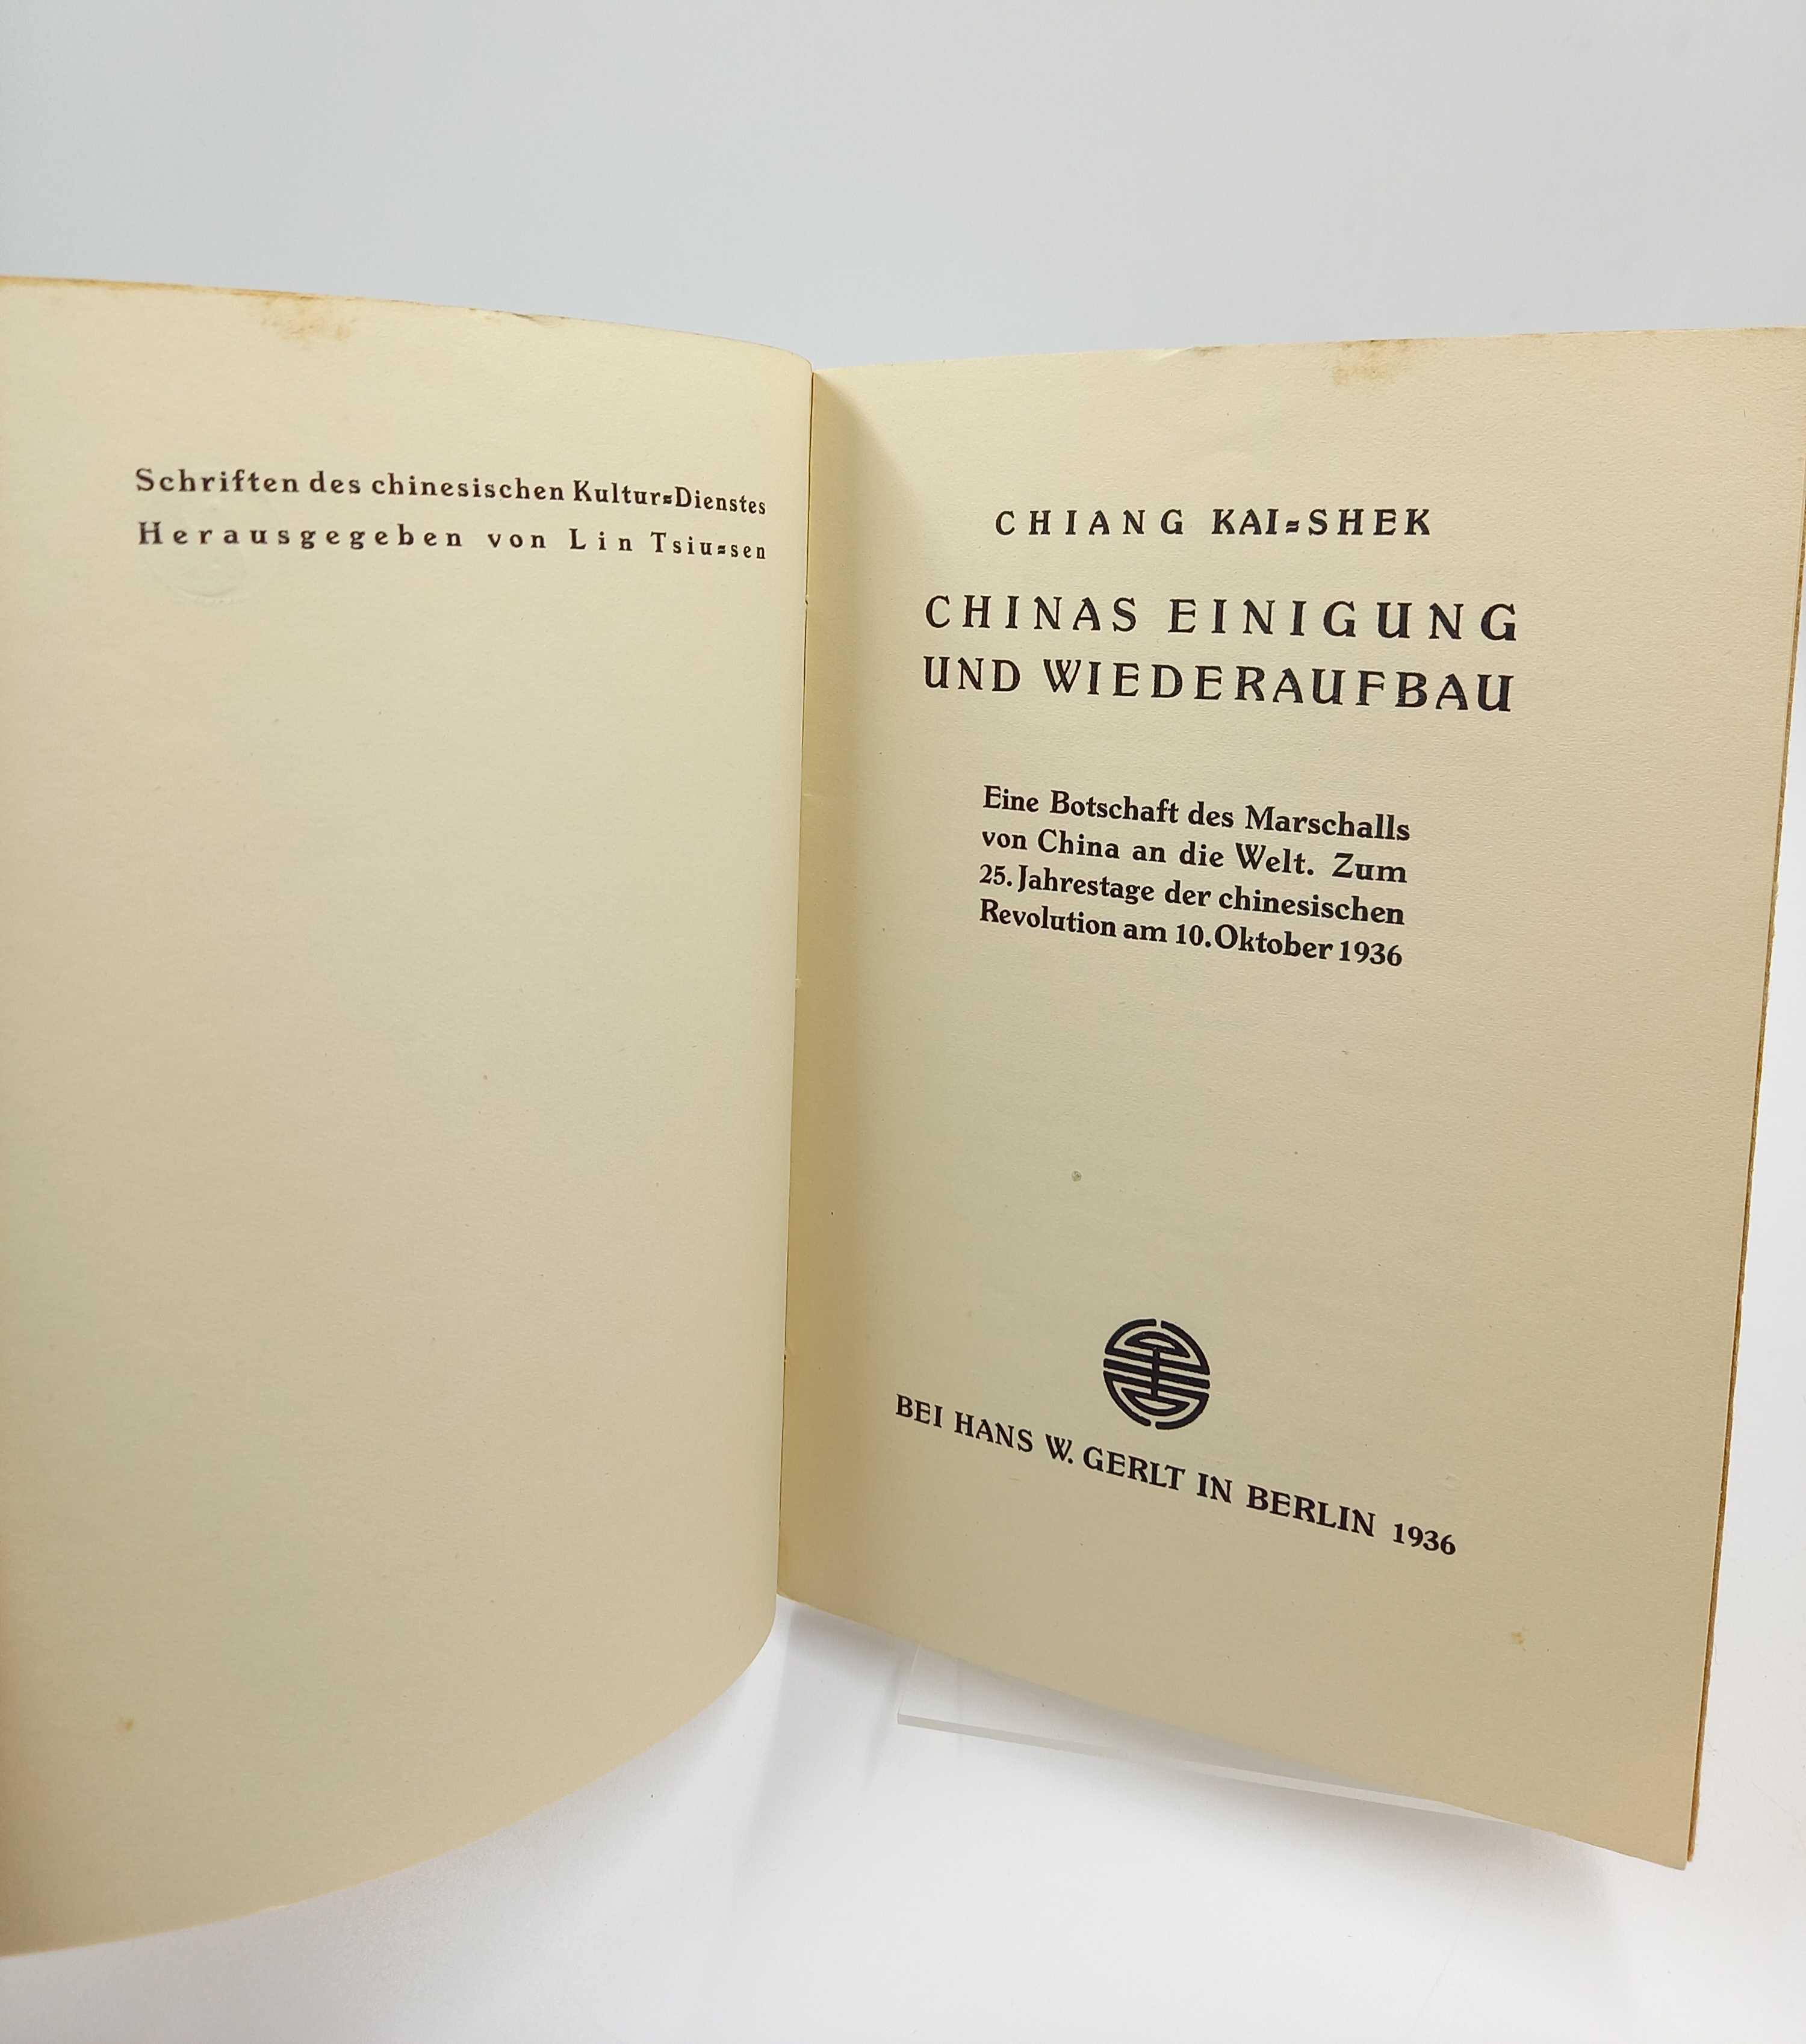 Schriften des chinesischen Kultur=Dienstes
Herausgegeben von Lin Tsiu=sen
CHIANG KAI=SHEK
CHINAS EINIGUNG
UND WIEDERAUFBAU
Eine Botschaft des Marschalls
von China an die Welt. Zum
25. Jahrestage der chinesischen
Revolution am 10. Oktober 1936
BEI HANS W. GERLT IN BERLIN 1936